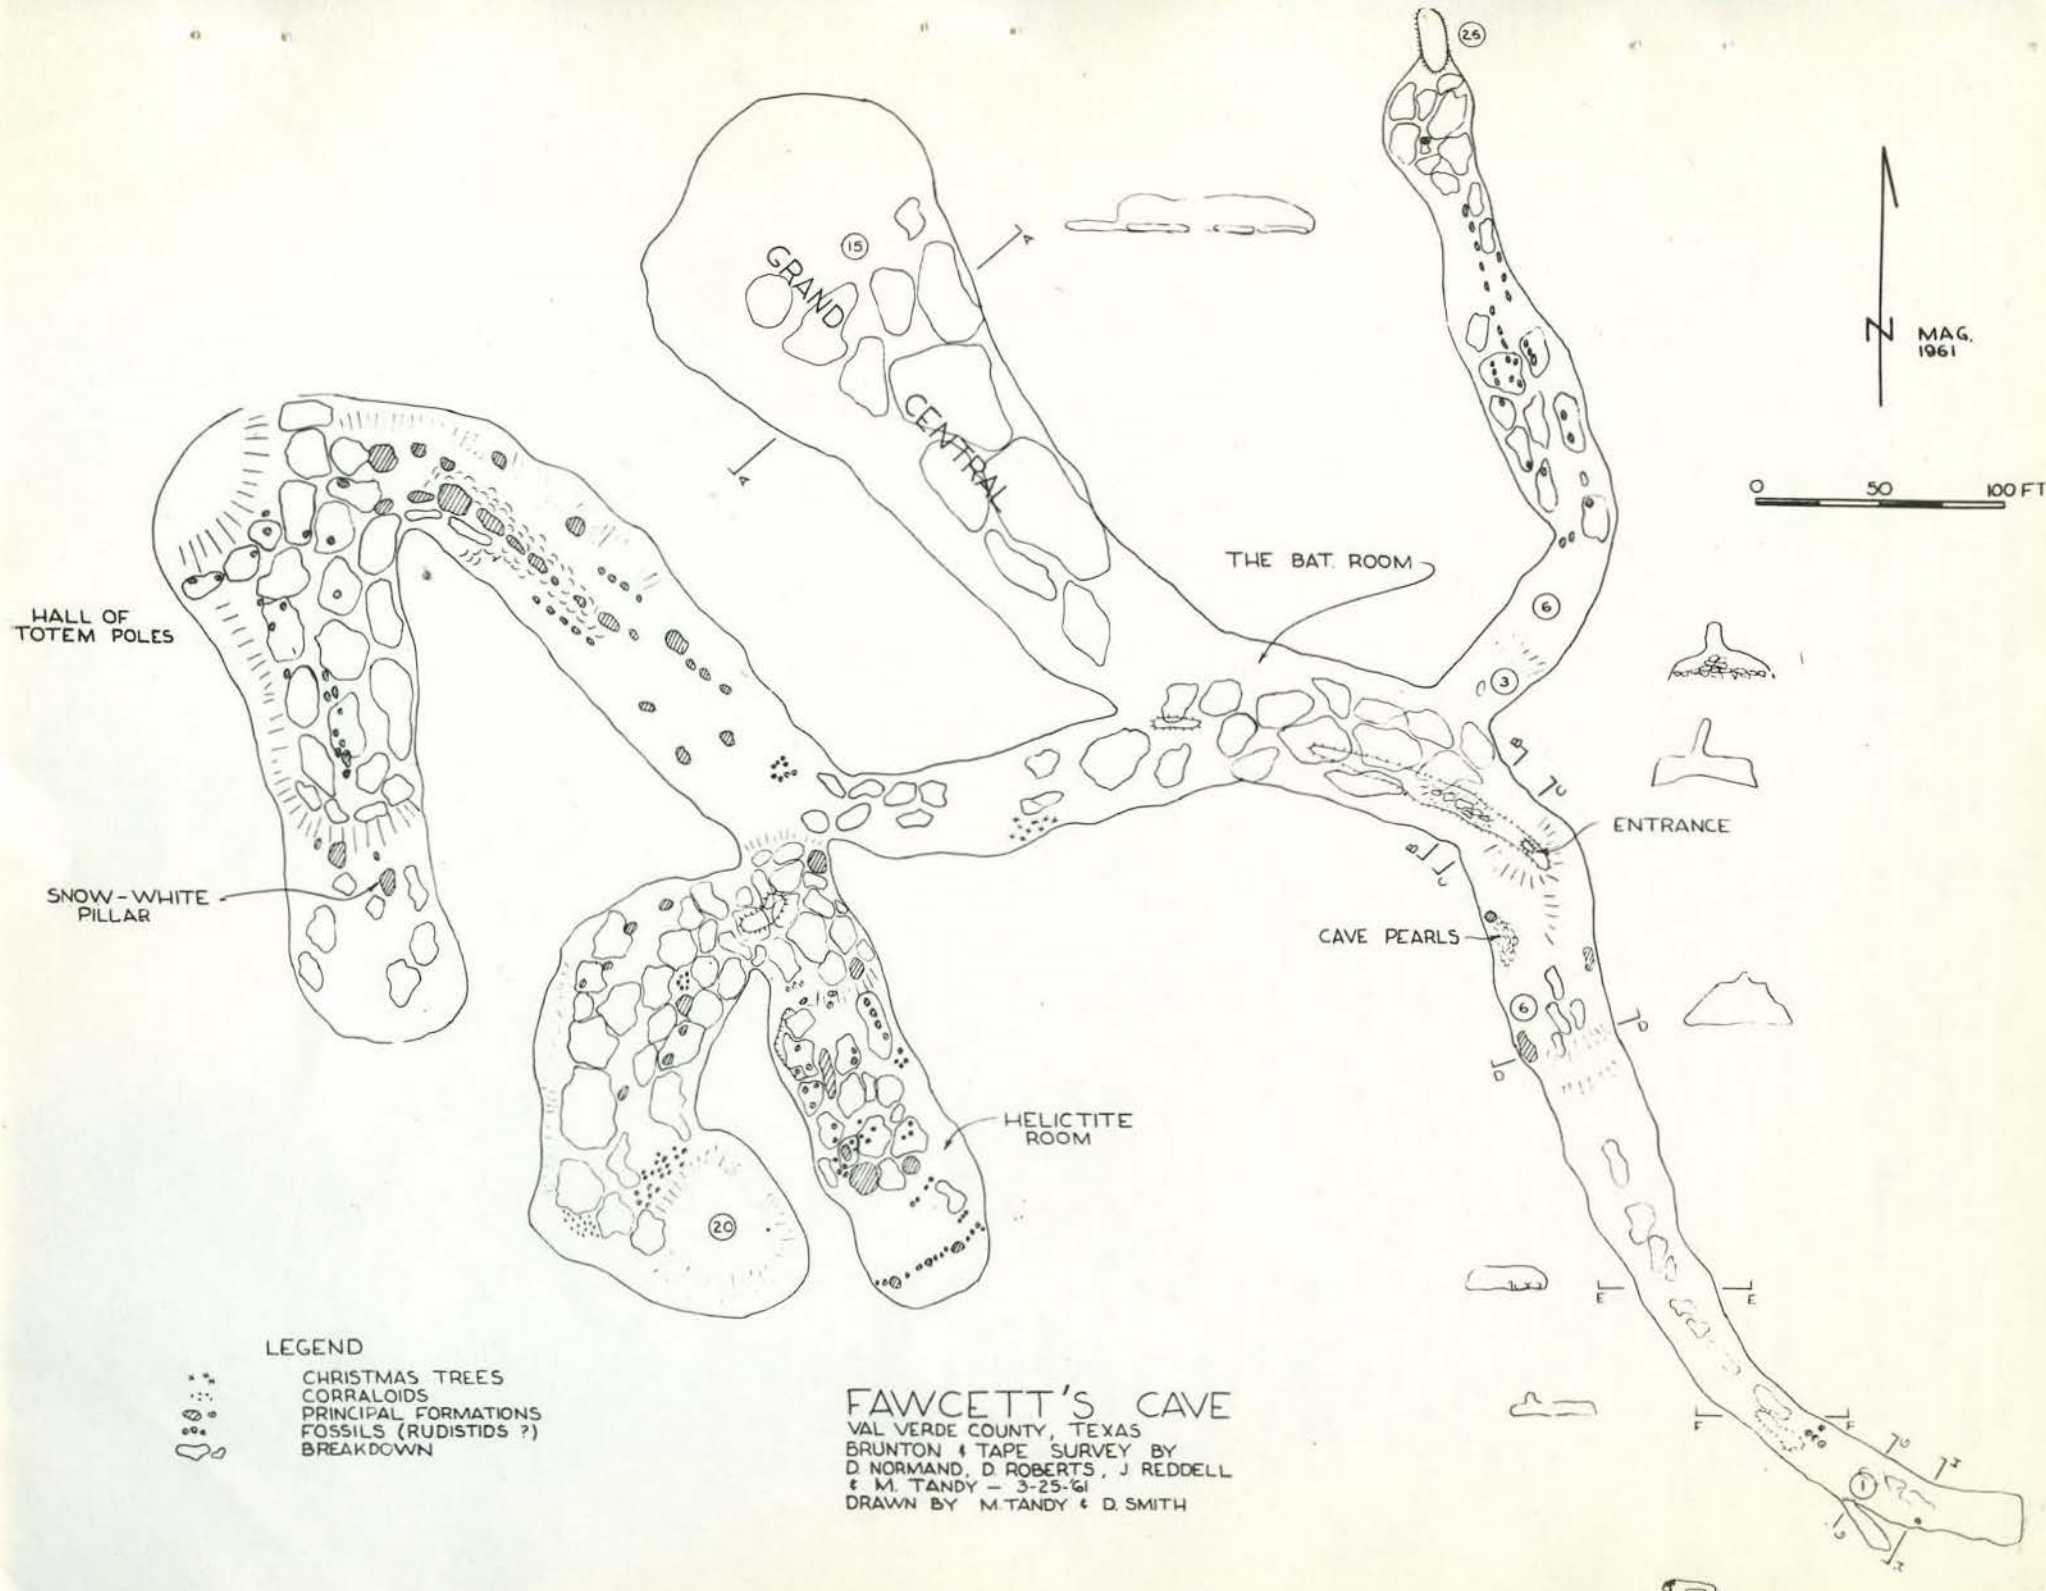 26
15
GRAND
CENTRAL
N
MAG.
1961
0 50 100 FT
A
A
THE BAT ROOM
6
3
HALL OF
TOTEM POLES
B
C
ENTRANCE
B
C
SNOW-WHITE
PILLAR
CAVE PEARLS
6
D
D
HELICTITE
ROOM
20
E
E
F
F
G
I
1
G
I
LEGEND
CHRISTMAS TREES
CORRALOIDS
PRINCIPAL FORMATIONS
FOSSILS (RUDISTIDS ?)
BREAKDOWN
FAWCETT'S CAVE
VAL VERDE COUNTY, TEXAS
BRUNTON & TAPE SURVEY BY
D. NORMAND, D. ROBERTS, J REDDELL
& M. TANDY – 3-25-'61
DRAWN BY M. TANDY & D. SMITH